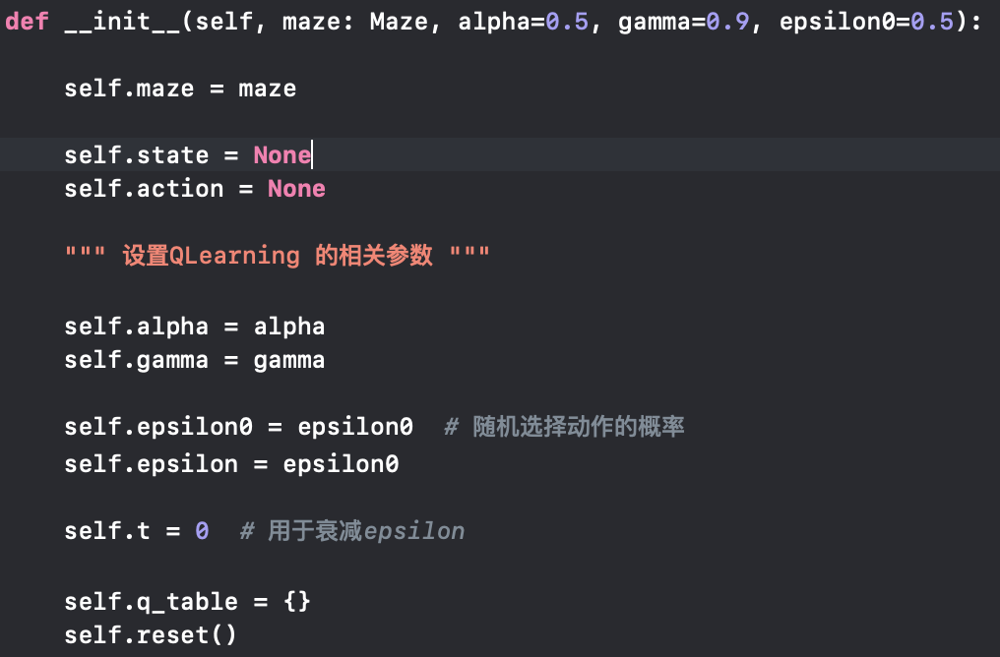 def __init__(self, maze: Maze, alpha=0.5, gamma=0.9, epsilon0=0.5):
self.maze = maze
self.state = None
self.action = None
""" 设置QLearning 的相关参数 """
self.alpha = alpha
self.gamma = gamma
self.epsilon0 = epsilon0  # 随机选择动作的概率
self.epsilon = epsilon0
self.t = 0  # 用于衰减epsilon
self.q_table = {}
self.reset()